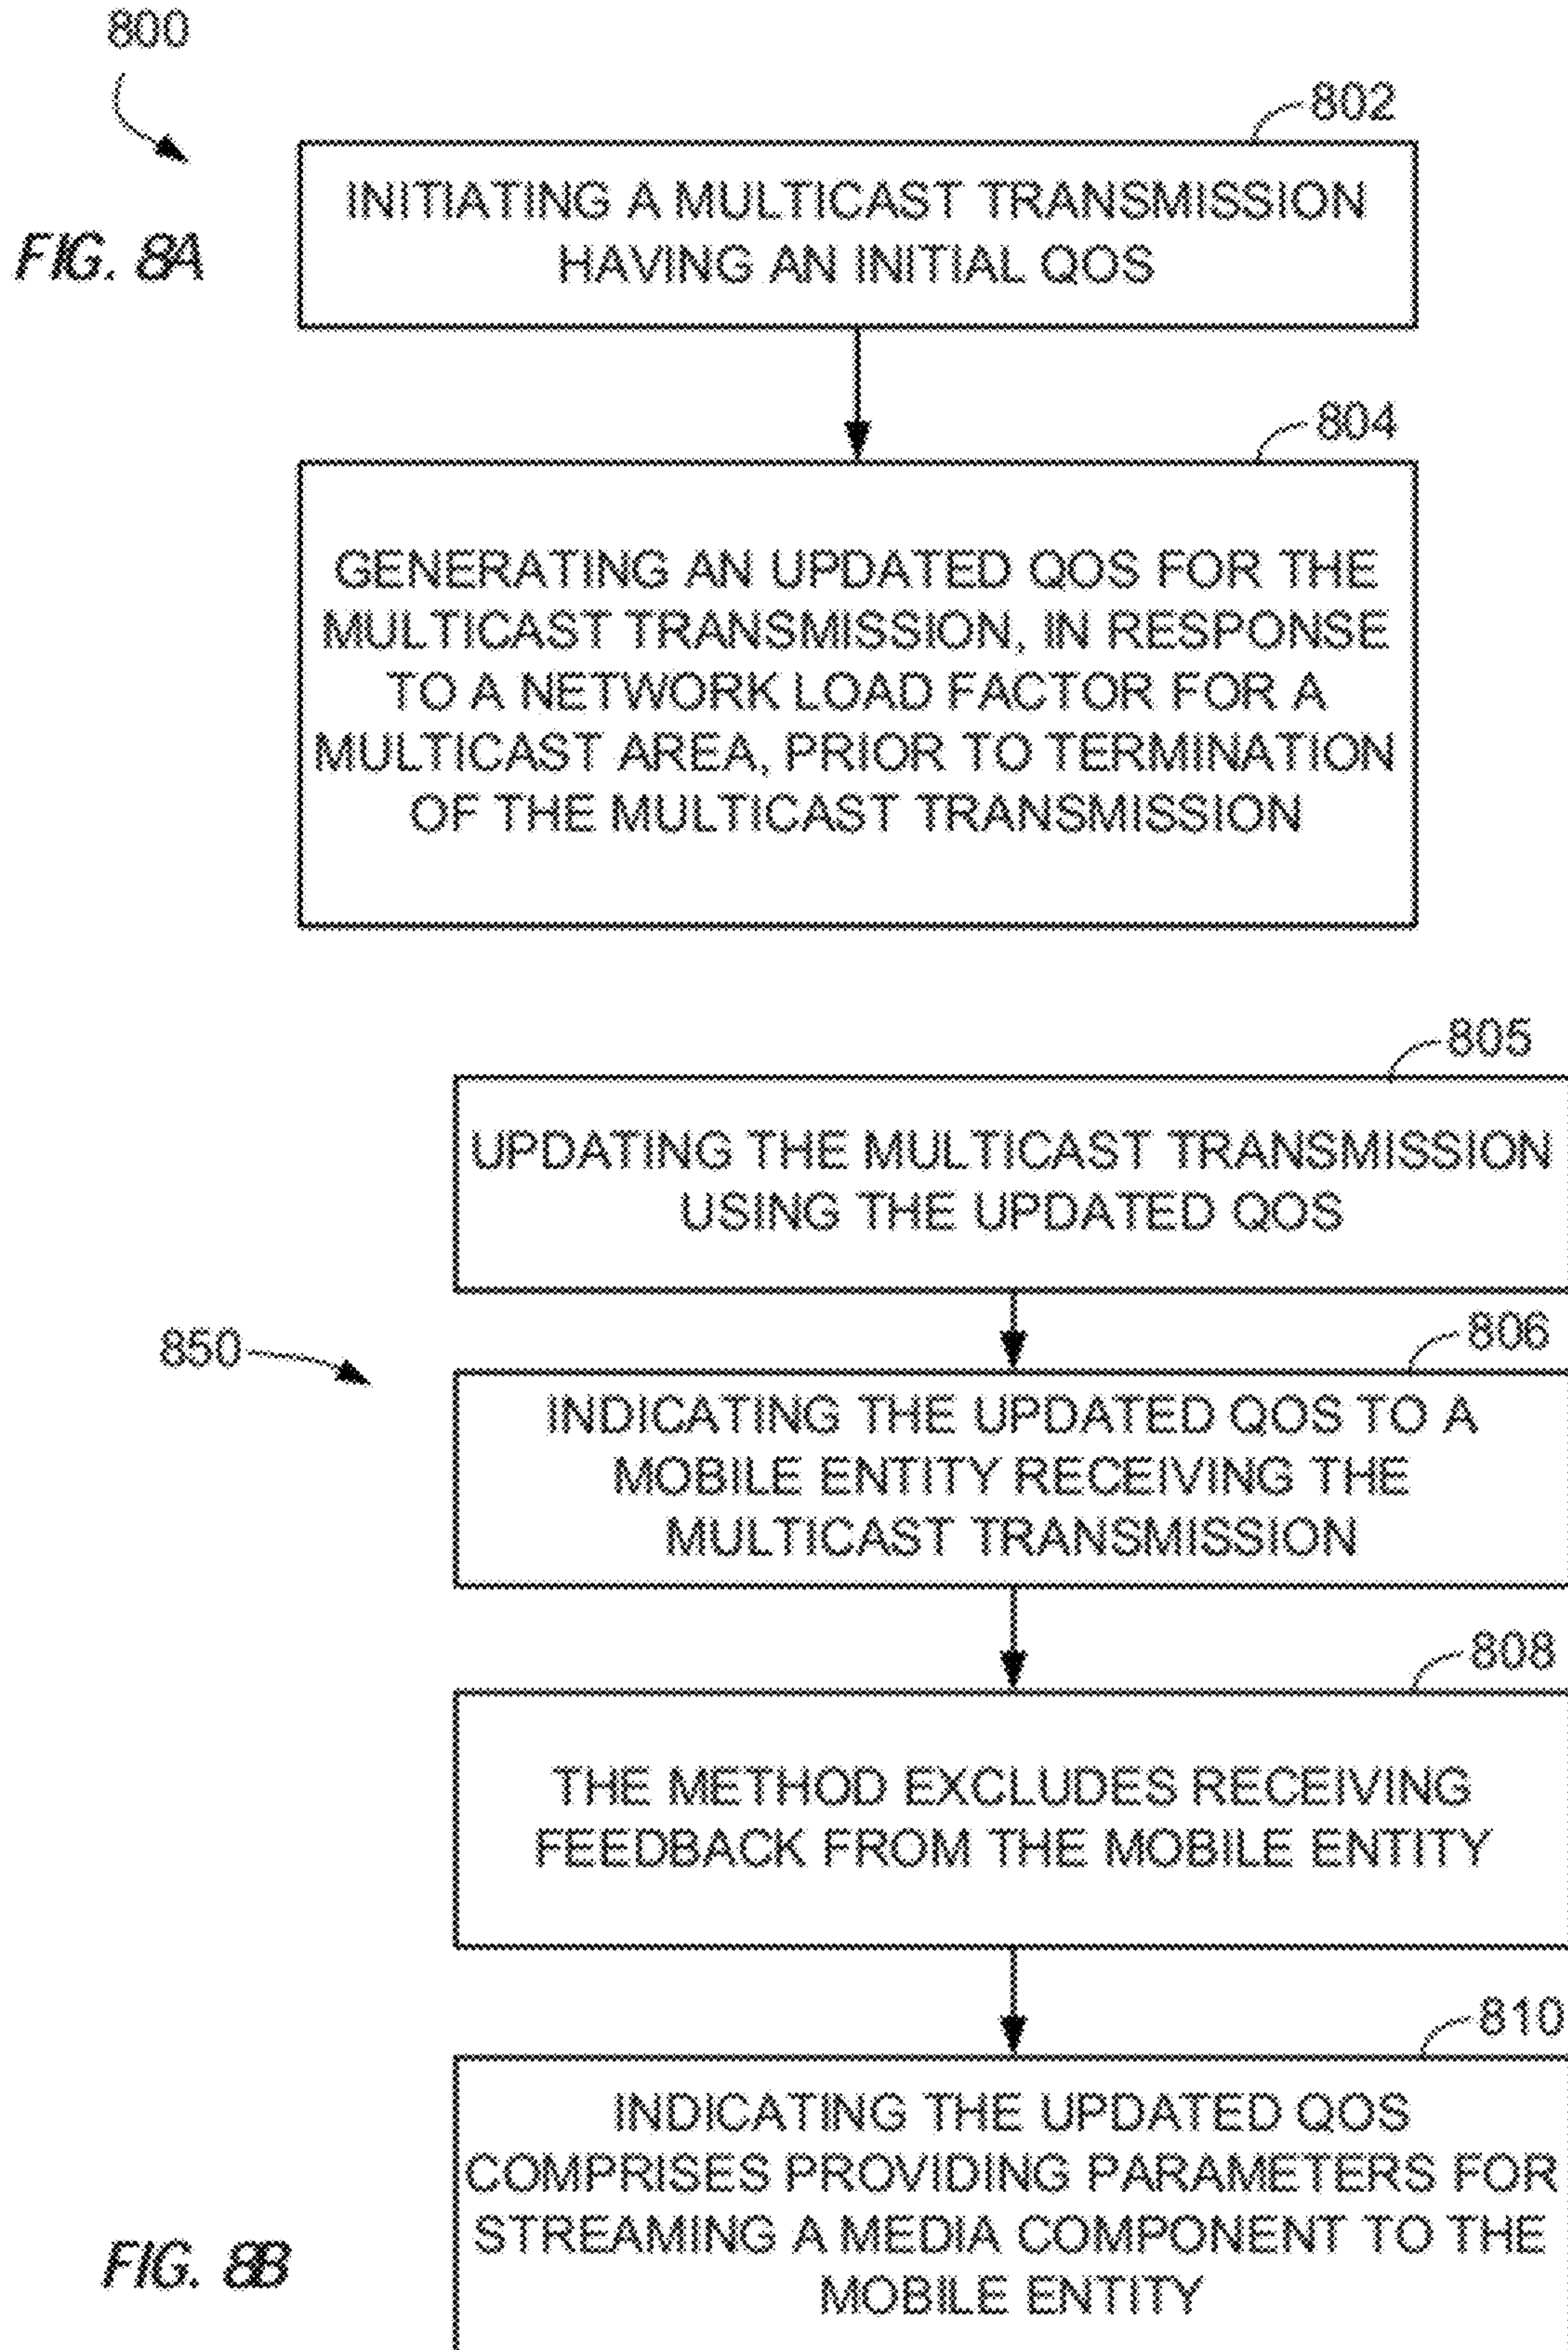 800
802
INITIATING A MULTICAST TRANSMISSION
HAVING AN INITIAL QOS
FIG. 8A
804
GENERATING AN UPDATED QOS FOR THE
MULTICAST TRANSMISSION, IN RESPONSE
TO A NETWORK LOAD FACTOR FOR A
MULTICAST AREA, PRIOR TO TERMINATION
OF THE MULTICAST TRANSMISSION
805
UPDATING THE MULTICAST TRANSMISSION
USING THE UPDATED QOS
850
806
INDICATING THE UPDATED QOS TO A
MOBILE ENTITY RECEIVING THE
MULTICAST TRANSMISSION
808
THE METHOD EXCLUDES RECEIVING
FEEDBACK FROM THE MOBILE ENTITY
810
INDICATING THE UPDATED QOS
COMPRISES PROVIDING PARAMETERS FOR
STREAMING A MEDIA COMPONENT TO THE
MOBILE ENTITY
FIG. 8B